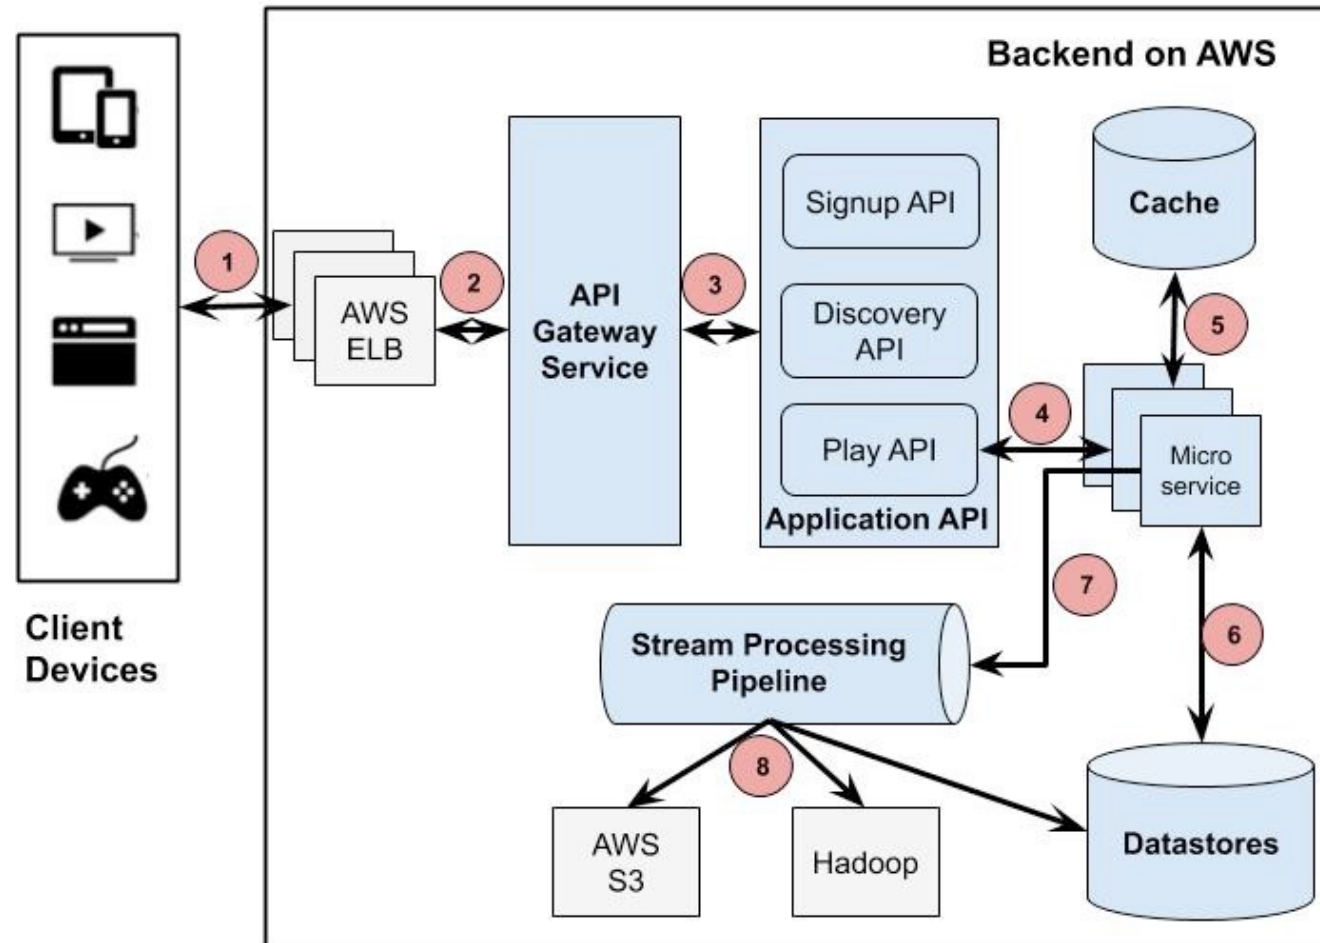 Backend on AWS
Client
Devices
1
AWS
ELB
2
API
Gateway
Service
3
Signup API
Discovery
API
Play API
Application API
4
Cache
5
Micro
service
6
7
Stream Processing
Pipeline
8
AWS
S3
Hadoop
Datastores